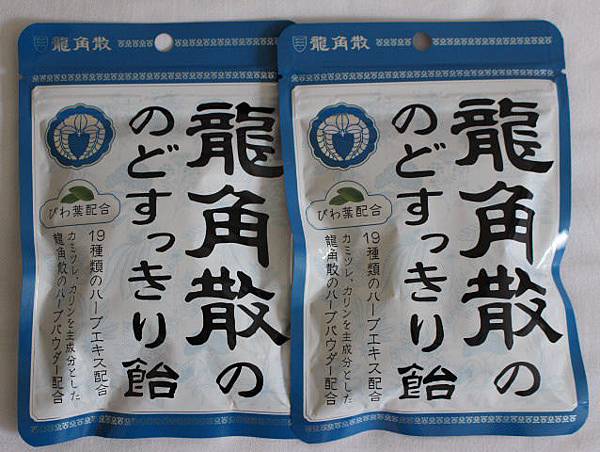 龍角散
龍角散の
のどすっきり飴
びわ葉配合
19種類のハーブエキス配合
カミツレ、カリンを主成分とした
龍角散のハーブパウダー配合
龍角散
龍角散の
のどすっきり飴
びわ葉配合
19種類のハーブエキス配合
カミツレ、カリンを主成分とした
龍角散のハーブパウダー配合